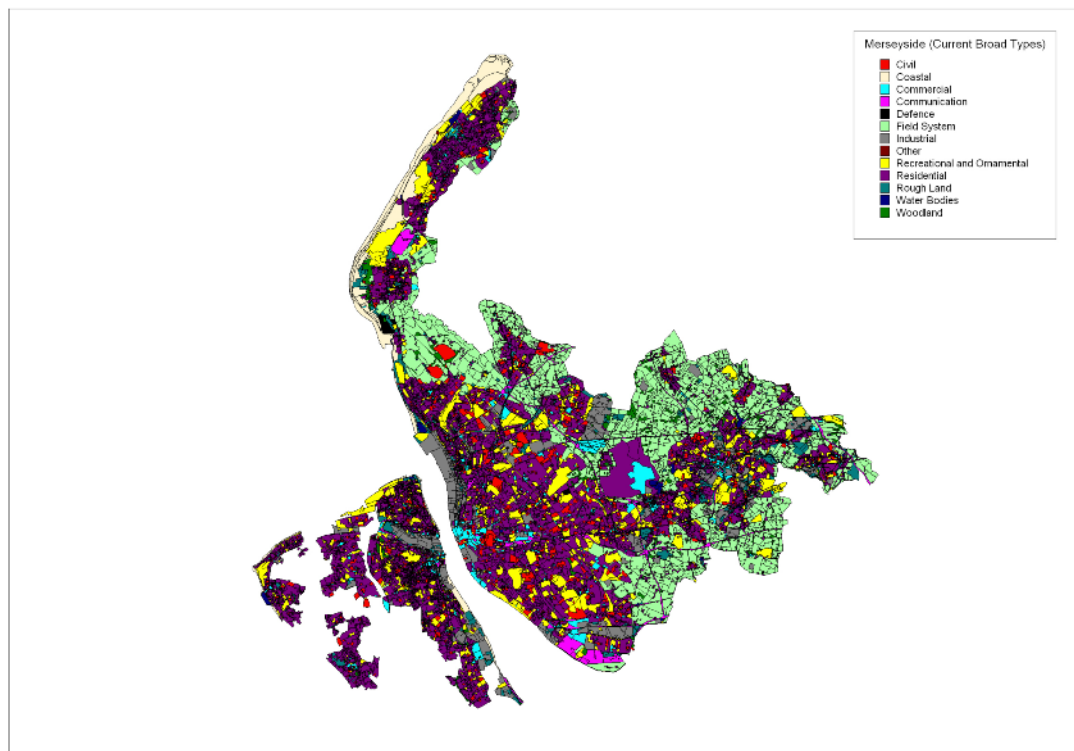 Merseyside (Current Broad Types)
Civil
Coastal
Commercial
Communication
Defence
Field System
Industrial
Other
Recreational and Ornamental
Residential
Rough Land
Water Bodies
Woodland